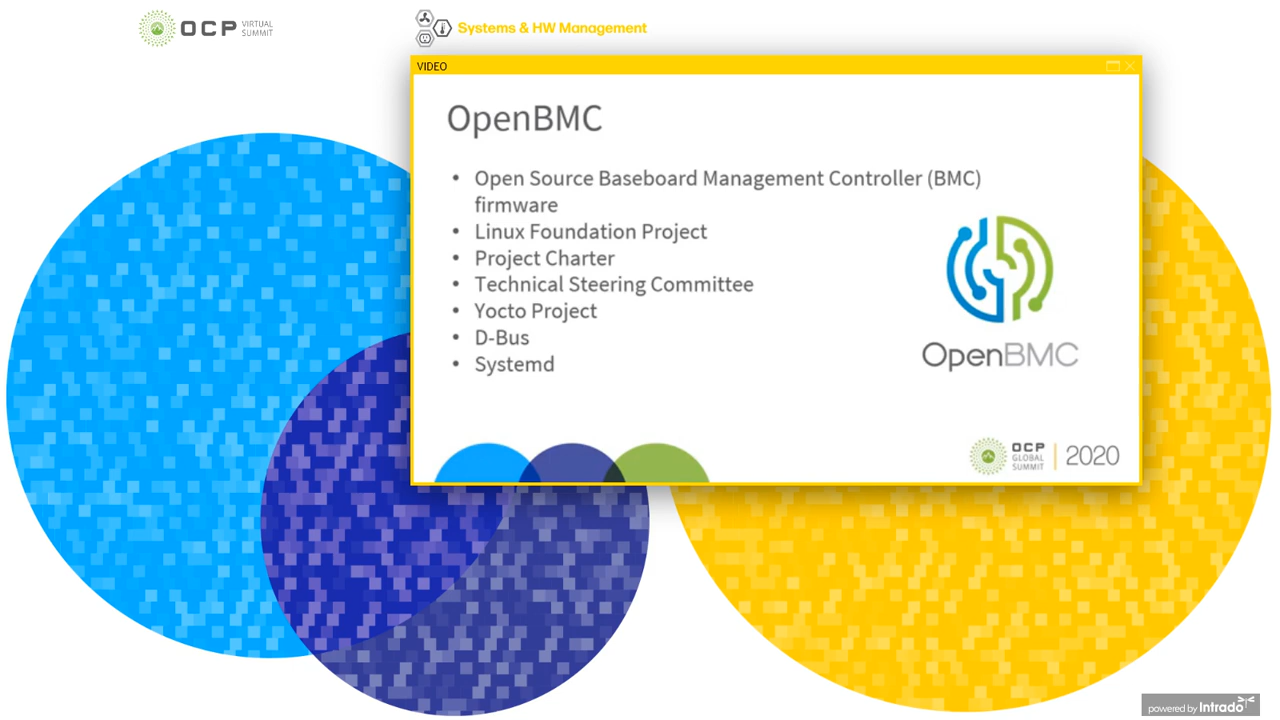 OCP VIRTUAL SUMMIT
Systems & HW Management
VIDEO
OpenBMC
• Open Source Baseboard Management Controller (BMC)
firmware
• Linux Foundation Project
• Project Charter
• Technical Steering Committee
• Yocto Project
• D-Bus
• Systemd
OpenBMC
OCP GLOBAL SUMMIT | 2020
powered by Intrado